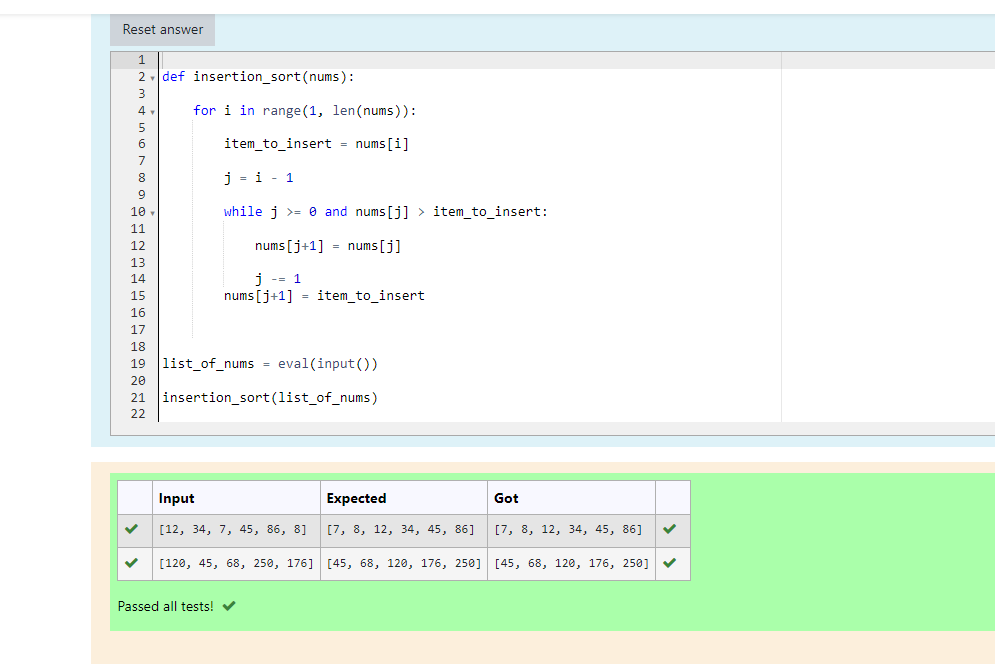 Reset answer
1
2 def insertion_sort(nums):
3
4     for i in range(1, len(nums)):
5
6         item_to_insert = nums[i]
7
8         j = i - 1
9
10         while j >= 0 and nums[j] > item_to_insert:
11
12             nums[j+1] = nums[j]
13
14             j -= 1
15         nums[j+1] = item_to_insert
16
17
18
19 list_of_nums = eval(input())
20
21 insertion_sort(list_of_nums)
22
Input Expected Got
[12, 34, 7, 45, 86, 8] [7, 8, 12, 34, 45, 86] [7, 8, 12, 34, 45, 86]
[120, 45, 68, 250, 176] [45, 68, 120, 176, 250] [45, 68, 120, 176, 250]
Passed all tests!